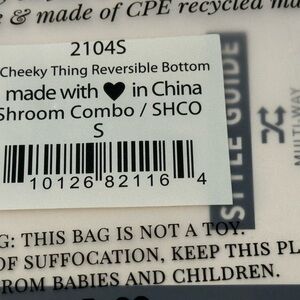 & made of CPE recycled ma
2104S
Cheeky Thing Reversible Bottom
made with ♥ in China
Shroom Combo / SHCO
S
10126 82116 4
STYLE GUIDE
MULTI-WAY
G: THIS BAG IS NOT A TOY.
OF SUFFOCATION, KEEP THIS PL
FROM BABIES AND CHILDREN.